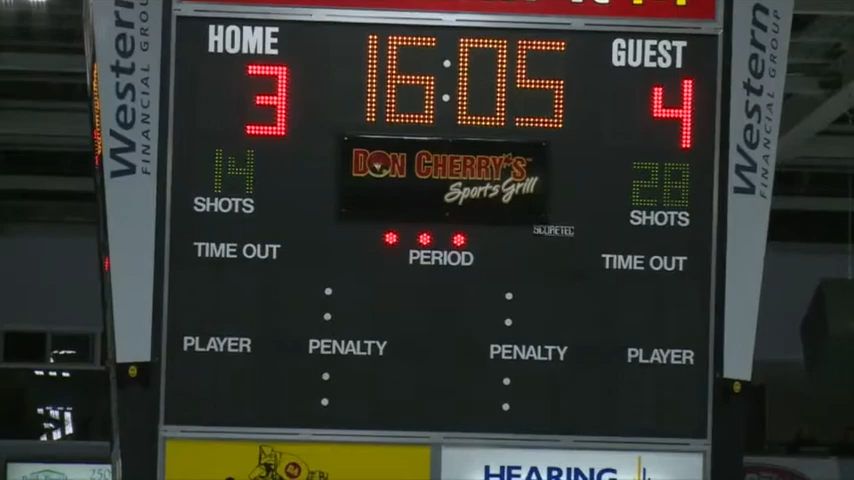 HOME 16:05 GUEST
3 4
DON CHERRY'S
Sports Grill
14 28
SHOTS SHOTS
SCORETEL
TIME OUT PERIOD TIME OUT
PLAYER PENALTY PENALTY PLAYER
Western
FINANCIAL GROUP
Western
FINANCIAL GROUP
HEARING